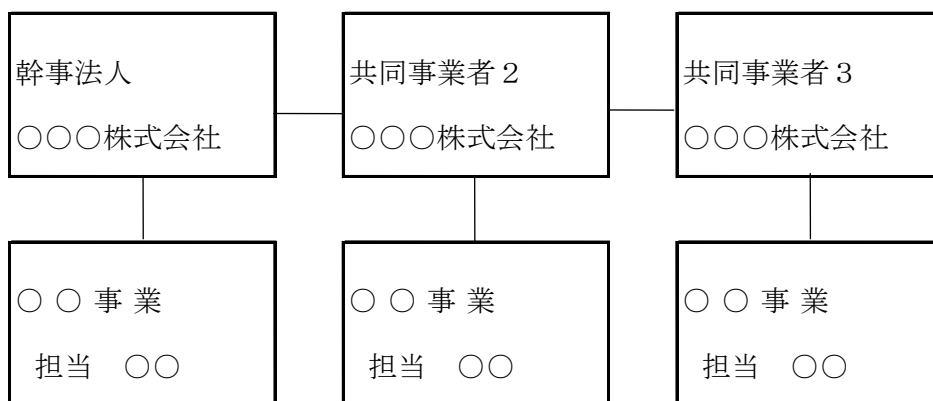 幹事法人
○○○株式会社
共同事業者２
○○○株式会社
共同事業者３
○○○株式会社
○ ○ 事 業
担当　○○
○ ○ 事 業
担当　○○
○ ○ 事 業
担当　○○